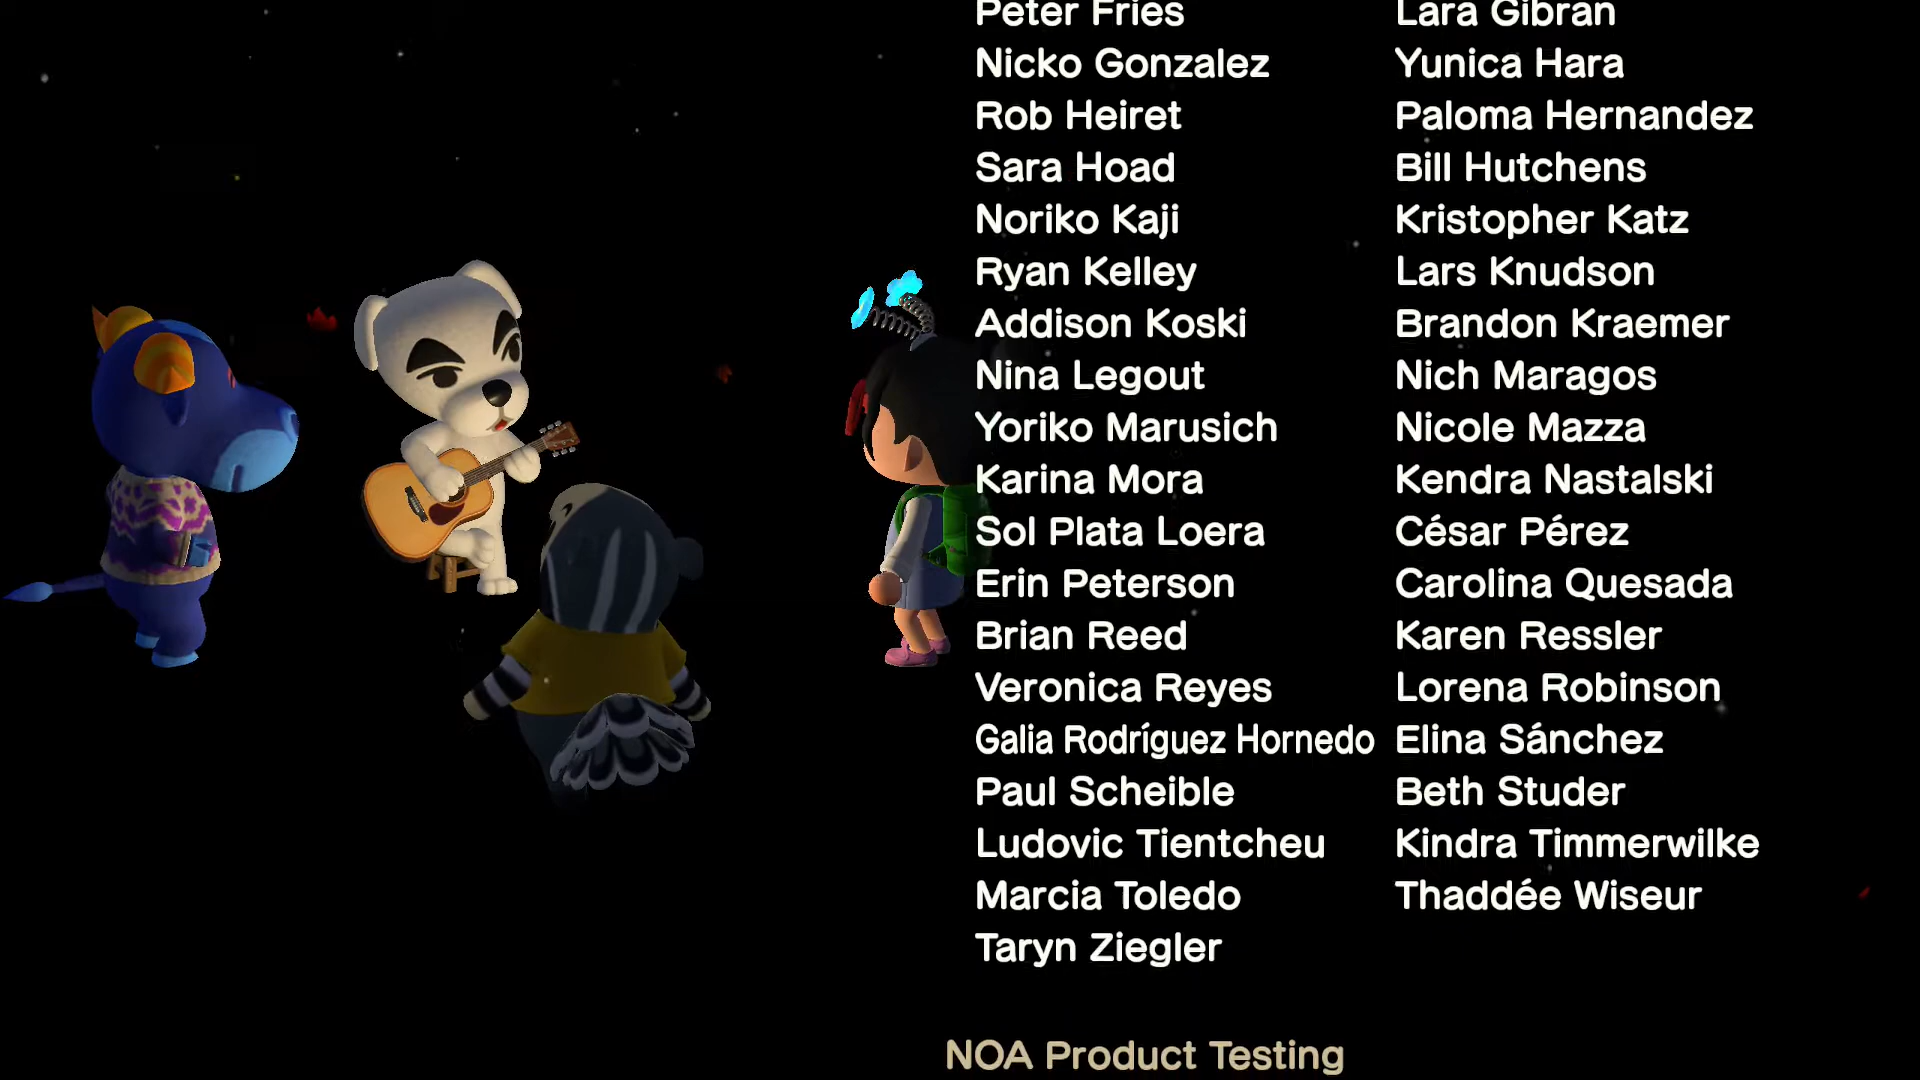 Peter Fries Lara Gibran
Nicko Gonzalez Yunica Hara
Rob Heiret Paloma Hernandez
Sara Hoad Bill Hutchens
Noriko Kaji Kristopher Katz
Ryan Kelley Lars Knudson
Addison Koski Brandon Kraemer
Nina Legout Nich Maragos
Yoriko Marusich Nicole Mazza
Karina Mora Kendra Nastalski
Sol Plata Loera César Pérez
Erin Peterson Carolina Quesada
Brian Reed Karen Ressler
Veronica Reyes Lorena Robinson
Galia Rodríguez Hornedo Elina Sánchez
Paul Scheible Beth Studer
Ludovic Tientcheu Kindra Timmerwilke
Marcia Toledo Thaddée Wiseur
Taryn Ziegler
NOA Product Testing